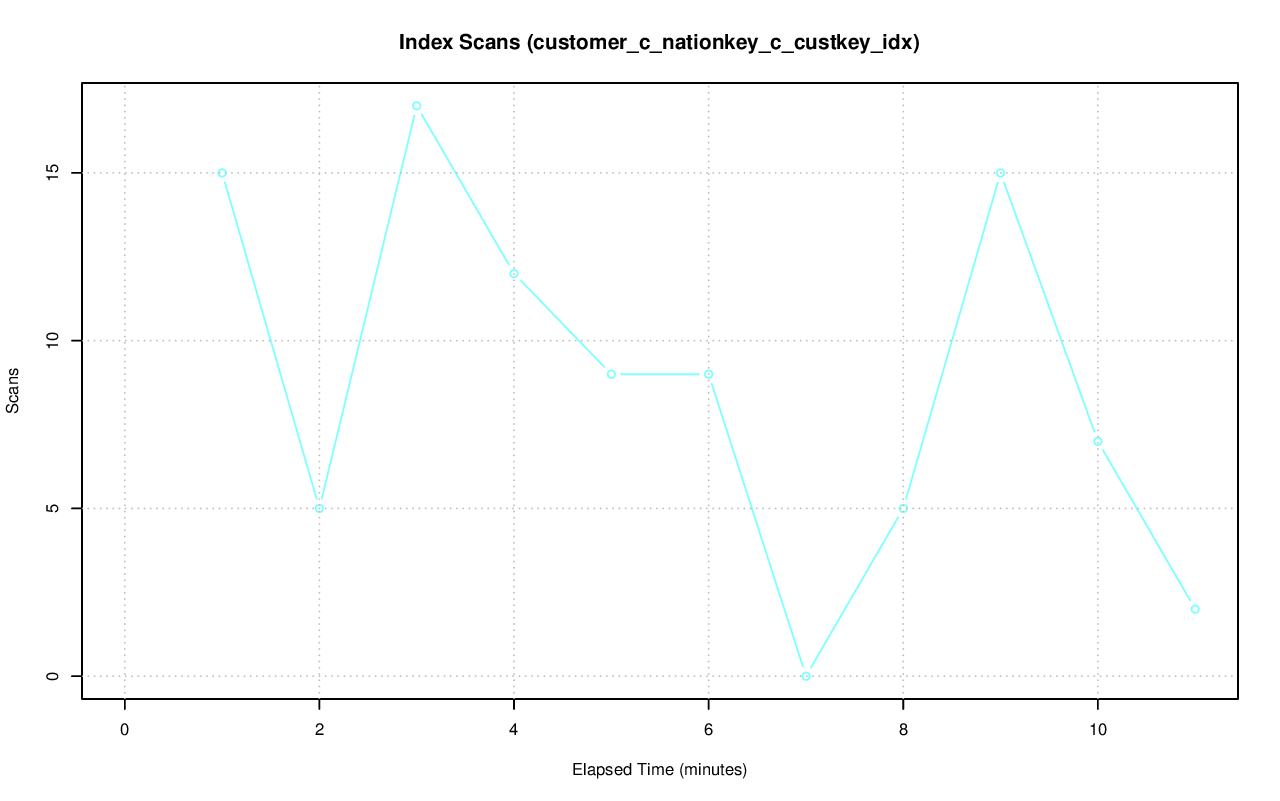 Index Scans (customer_c_nationkey_c_custkey_idx)
Scans
15
10
5
0
0 2 4 6 8 10
Elapsed Time (minutes)